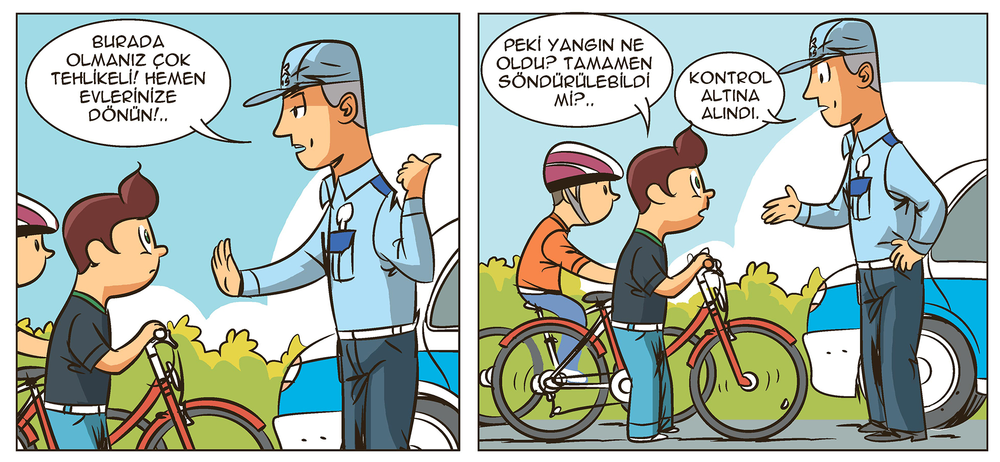 BURADA
OLMANIZ ÇOK
TEHLİKELİ! HEMEN
EVLERİNİZE
DÖNÜN!..
PEKİ YANGIN NE
OLDU? TAMAMEN
SÖNDÜRÜLEBİLDİ
Mİ?..
KONTROL
ALTINA
ALINDI.